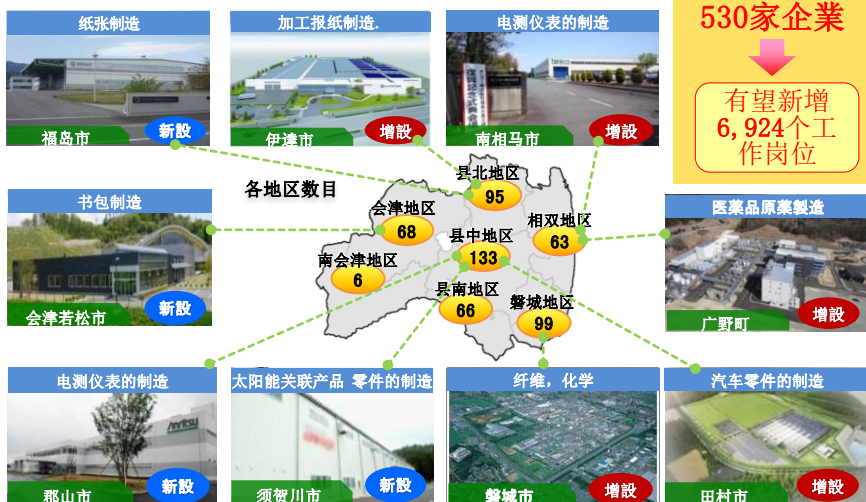 纸张制造
福岛市
新設
加工报纸制造.
伊達市
增設
电测仪表的制造
tanico
南相马市
增設
530家企業
有望新增
6,924个工
作岗位
各地区数目
县北地区
95
会津地区
68
相双地区
63
县中地区
133
南会津地区
6
县南地区
66
磐城地区
99
书包制造
会津若松市
新設
医薬品原薬製造
广野町
增設
电测仪表的制造
Anritsu
郡山市
新設
太阳能关联产品 零件的制造
须贺川市
新設
纤维，化学
磐城市
增設
汽车零件的制造
田村市
增設